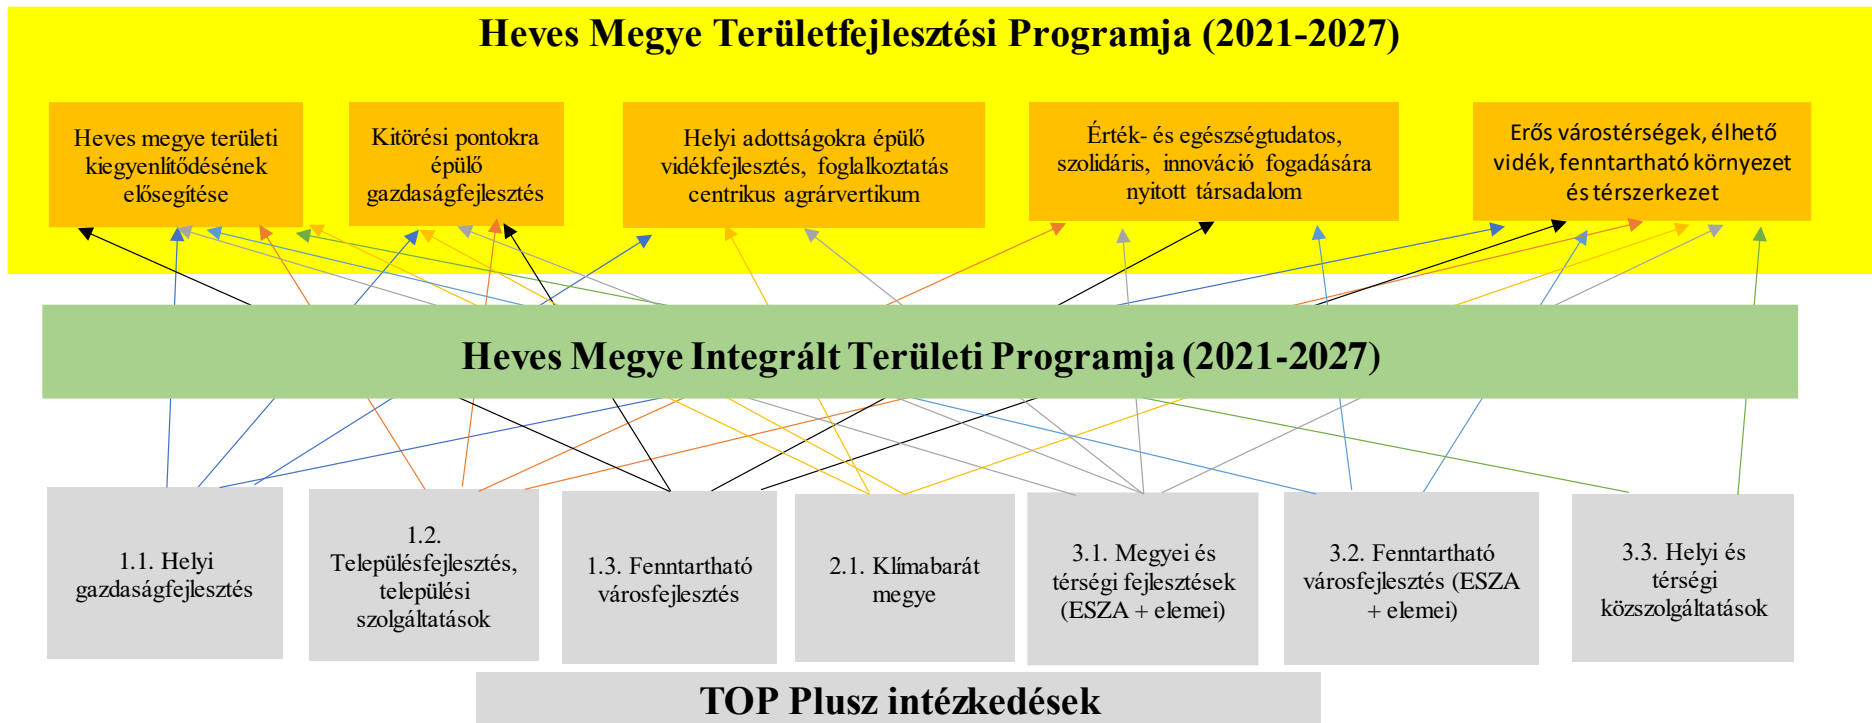 Heves Megye Területfejlesztési Programja (2021-2027)
Heves megye területi
kiegyenlítődésének
elősegítése
Kitörési pontokra
épülő
gazdaságfejlesztés
Helyi adottságokra épülő
vidékfejlesztés, foglalkoztatás
centrikus agrárvertikum
Érték- és egészségtudatos,
szolidáris, innováció fogadására
nyitott társadalom
Erős várostérségek, élhető
vidék, fenntartható környezet
és térszerkezet
Heves Megye Integrált Területi Programja (2021-2027)
1.1. Helyi
gazdaságfejlesztés
1.2.
Településfejlesztés,
települési
szolgáltatások
1.3. Fenntartható
városfejlesztés
2.1. Klímabarát
megye
3.1. Megyei és
térségi fejlesztések
(ESZA + elemei)
3.2. Fenntartható
városfejlesztés (ESZA
+ elemei)
3.3. Helyi és
térségi
közszolgáltatások
TOP Plusz intézkedések